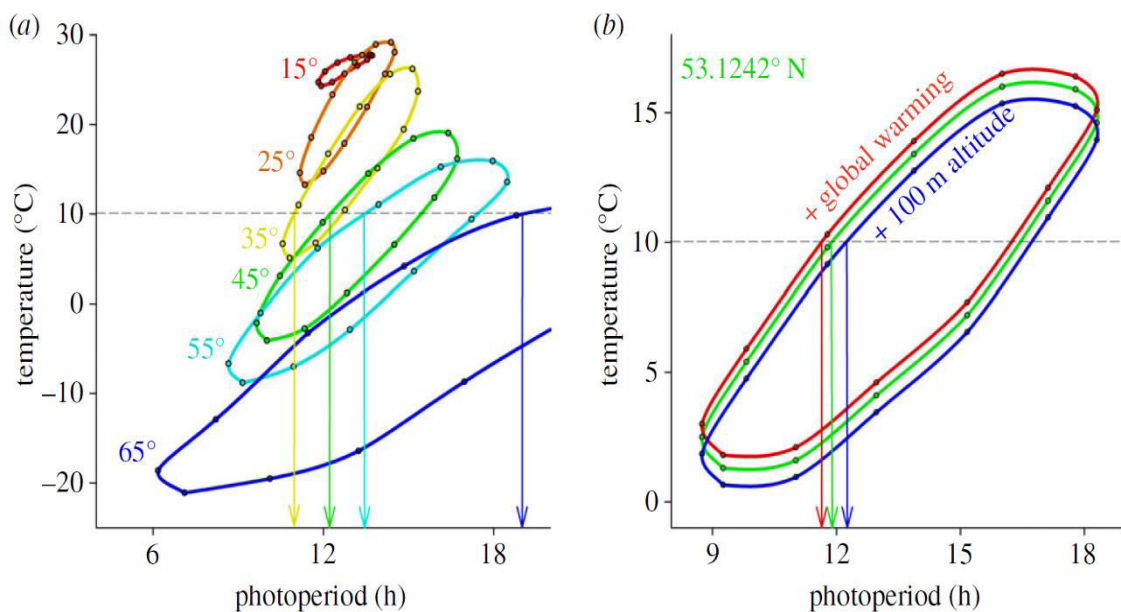 (a)
30
20
10
0
–10
–20
temperature (°C)
15°
25°
35°
45°
55°
65°
6
12
18
photoperiod (h)
(b)
53.1242° N
15
10
5
0
temperature (°C)
+ global warming
+ 100 m altitude
9
12
15
18
photoperiod (h)